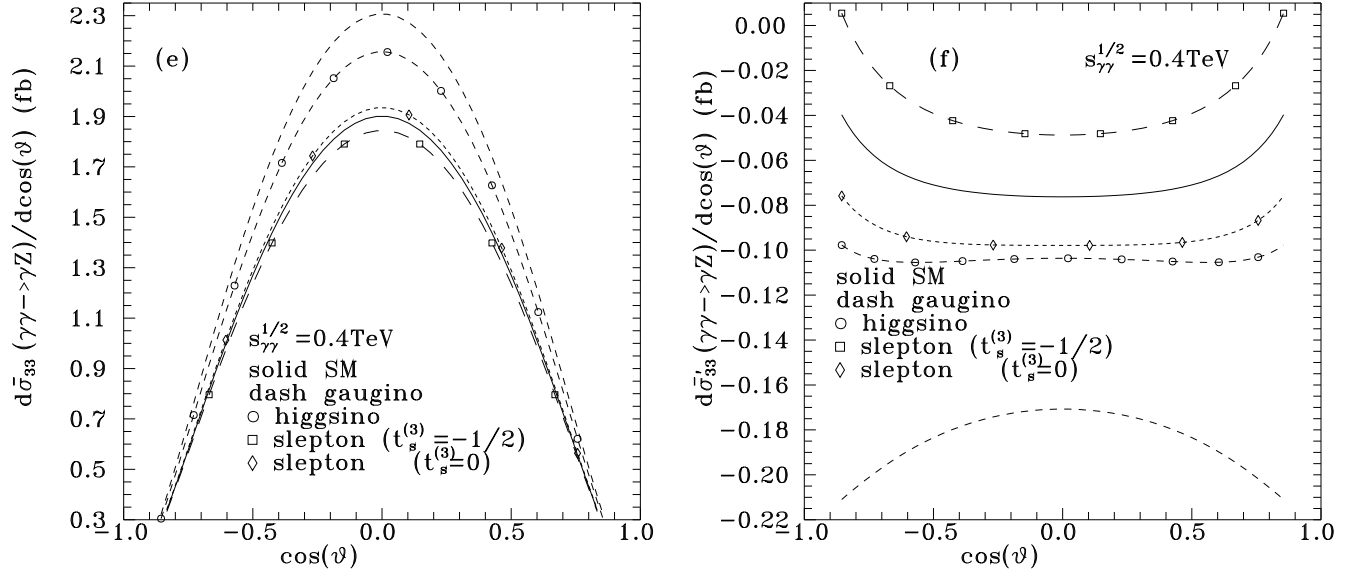 (e)
dσ̄₃₃(γγ−>γZ)/dcos(ϑ) (fb)
2.3
2.1
1.9
1.7
1.5
1.3
1.1
0.9
0.7
0.5
0.3
s_γγ^1/2=0.4TeV
solid SM
dash gaugino
higgsino
slepton (t_s^(3)=−1/2)
slepton (t_s^(3)=0)
−1.0 −0.5 0.0 0.5 1.0
cos(ϑ)
(f)
s_γγ^1/2=0.4TeV
dσ̄'₃₃(γγ−>γZ)/dcos(ϑ) (fb)
0.00
−0.02
−0.04
−0.06
−0.08
−0.10
−0.12
−0.14
−0.16
−0.18
−0.20
−0.22
solid SM
dash gaugino
higgsino
slepton (t_s^(3)=−1/2)
slepton (t_s^(3)=0)
−1.0 −0.5 0.0 0.5 1.0
cos(ϑ)